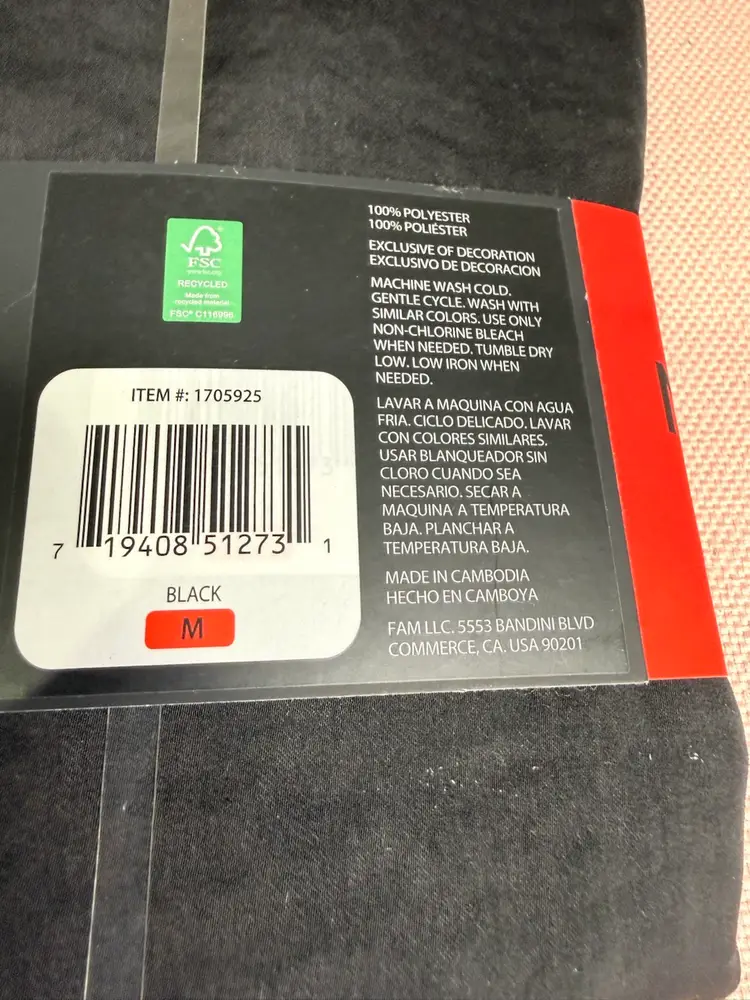 FSC
www.fsc.org
RECYCLED
Made from
recycled material
FSC® C116996
ITEM #: 1705925
7 19408 51273 1
BLACK
M
100% POLYESTER
100% POLIÉSTER
EXCLUSIVE OF DECORATION
EXCLUSIVO DE DECORACION
MACHINE WASH COLD.
GENTLE CYCLE. WASH WITH
SIMILAR COLORS. USE ONLY
NON-CHLORINE BLEACH
WHEN NEEDED. TUMBLE DRY
LOW. LOW IRON WHEN
NEEDED.
LAVAR A MAQUINA CON AGUA
FRIA. CICLO DELICADO. LAVAR
CON COLORES SIMILARES.
USAR BLANQUEADOR SIN
CLORO CUANDO SEA
NECESARIO. SECAR A
MAQUINA A TEMPERATURA
BAJA. PLANCHAR A
TEMPERATURA BAJA.
MADE IN CAMBODIA
HECHO EN CAMBOYA
FAM LLC. 5553 BANDINI BLVD
COMMERCE, CA. USA 90201